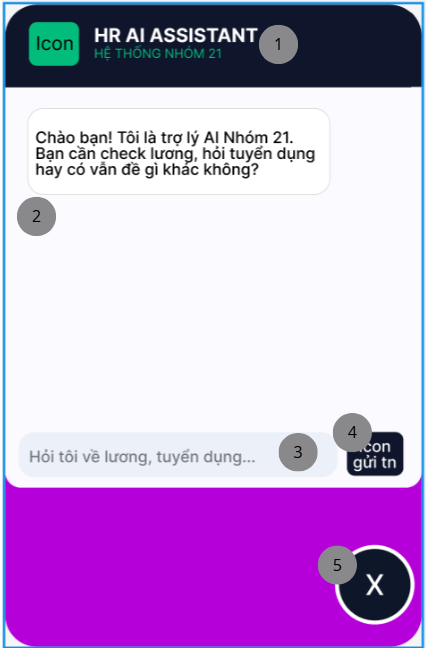 Icon
HR AI ASSISTANT
HỆ THỐNG NHÓM 21
1
Chào bạn! Tôi là trợ lý AI Nhóm 21.
Bạn cần check lương, hỏi tuyển dụng
hay có vẫn đề gì khác không?
2
Hỏi tôi về lương, tuyển dụng...
3
4
Icon
gửi tn
5
X